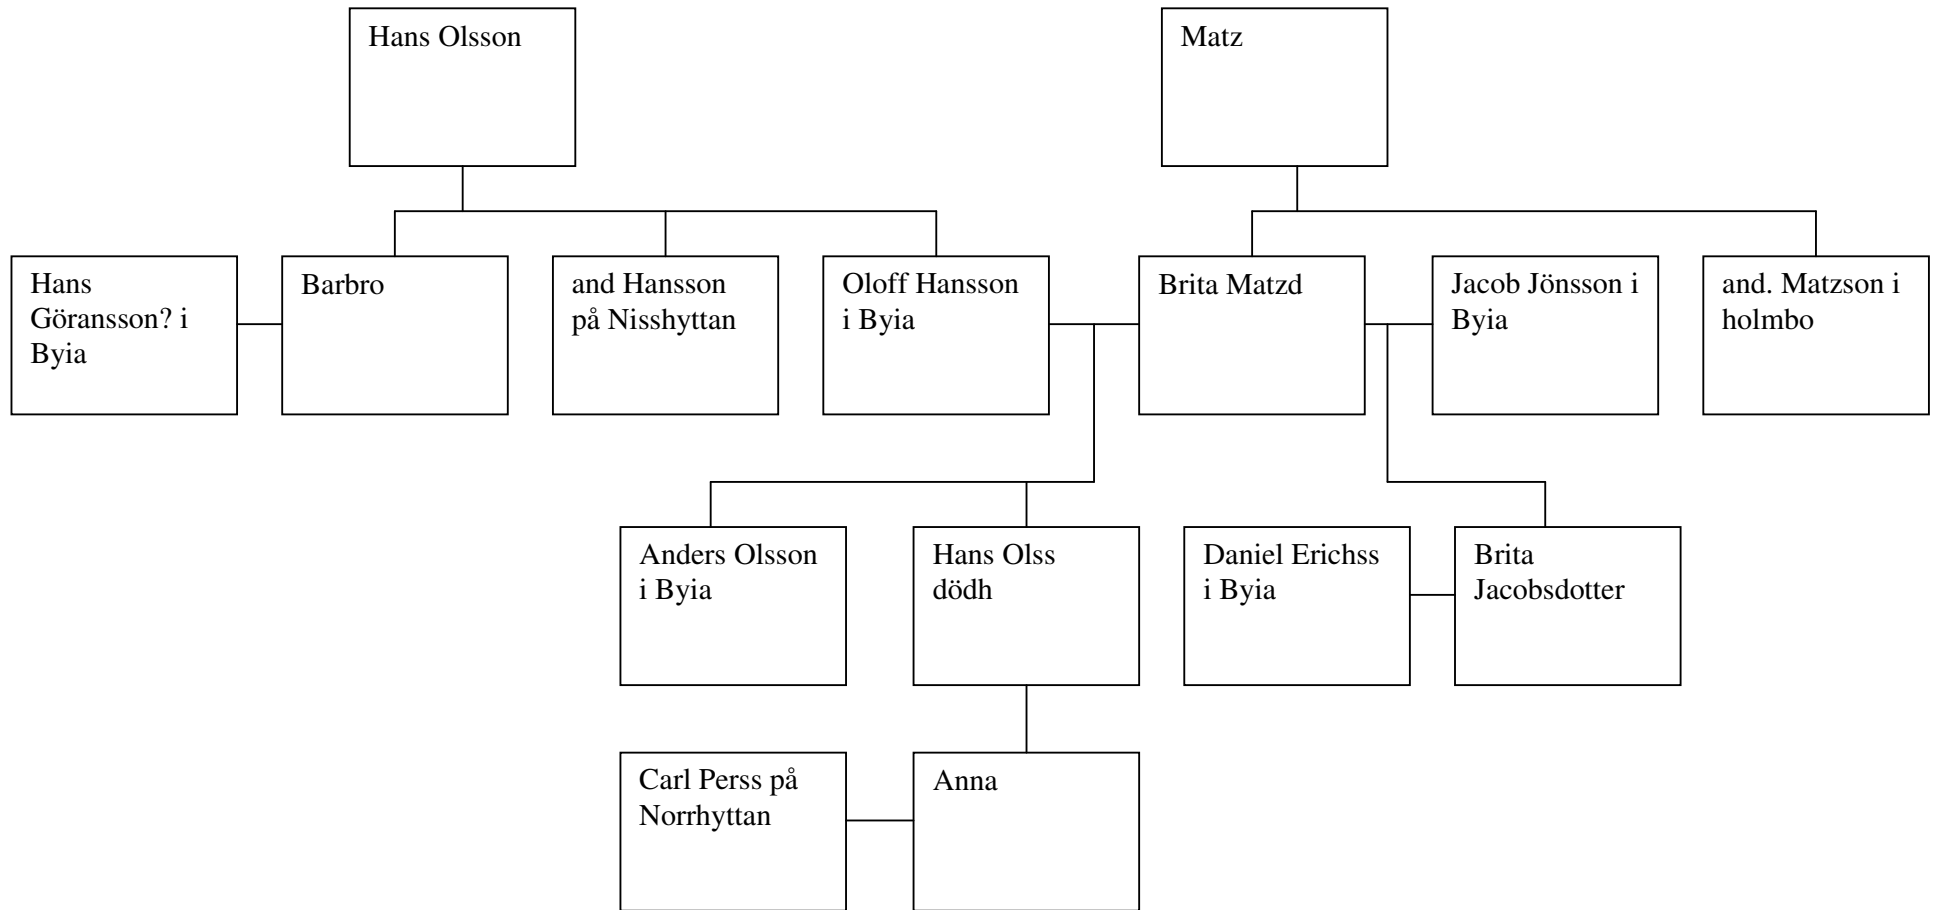 Hans Olsson
Matz
Hans
Göransson? i
Byia
Barbro
and Hansson
på Nisshyttan
Oloff Hansson
i Byia
Brita Matzd
Jacob Jönsson i
Byia
and. Matzson i
holmbo
Anders Olsson
i Byia
Hans Olss
dödh
Daniel Erichss
i Byia
Brita
Jacobsdotter
Carl Perss på
Norrhyttan
Anna